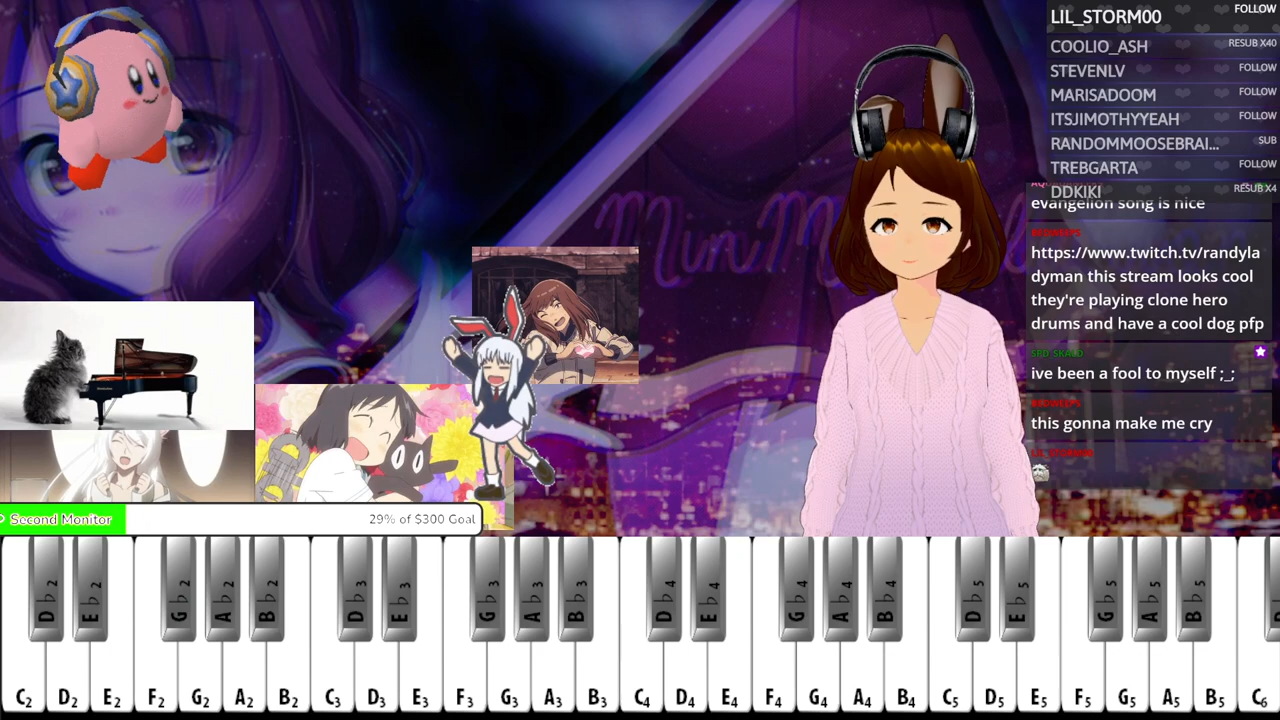 LIL_STORM00 FOLLOW
COOLIO_ASH RESUB X40
STEVENLV FOLLOW
MARISADOOM FOLLOW
ITSJIMOTHYYEAH FOLLOW
RANDOMMOOSEBRAI... SUB
TREBGARTA FOLLOW
DDKIKI RESUB X4
evangelion song is nice
https://www.twitch.tv/randyla
dyman this stream looks cool
they're playing clone hero
drums and have a cool dog pfp
ive been a fool to myself ;_;
this gonna make me cry
LIL_STORM00
Second Monitor 29% of $300 Goal
D♭2 E♭2 G♭2 A♭2 B♭2 D♭3 E♭3 G♭3 A♭3 B♭3 D♭4 E♭4 G♭4 A♭4 B♭4 D♭5 E♭5 G♭5 A♭5 B♭5
C2 D2 E2 F2 G2 A2 B2 C3 D3 E3 F3 G3 A3 B3 C4 D4 E4 F4 G4 A4 B4 C5 D5 E5 F5 G5 A5 B5 C6